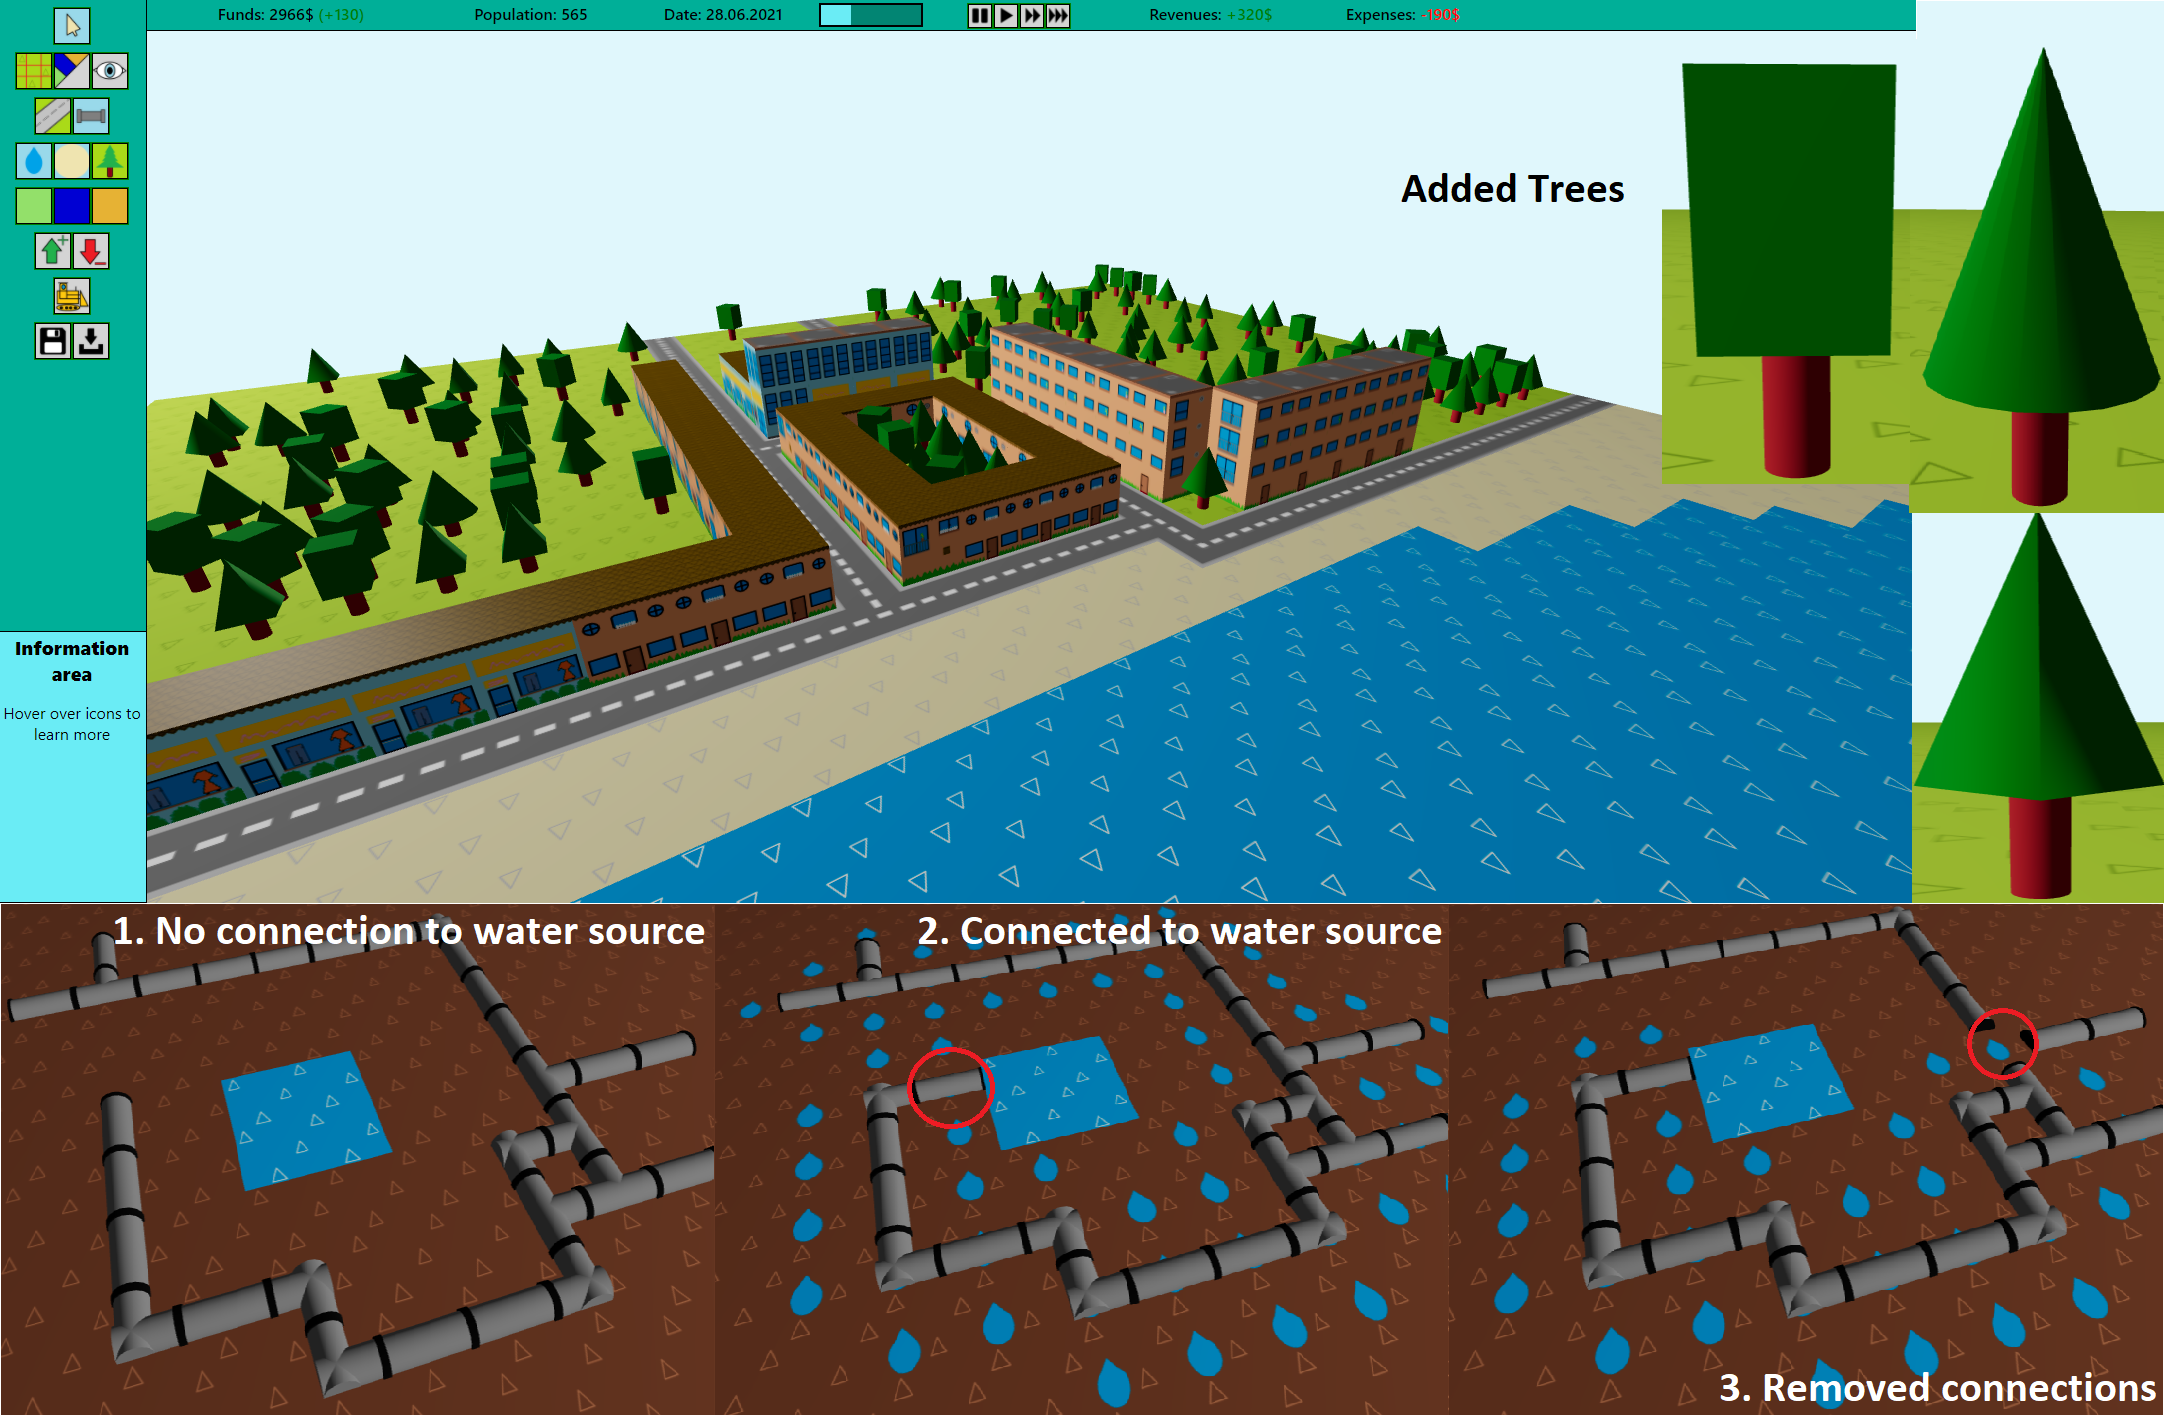 Funds: 2966$ (+130) Population: 565 Date: 28.06.2021 Revenues: +320$ Expenses: -190$
Added Trees
Information
area
Hover over icons to
learn more
1. No connection to water source
2. Connected to water source
3. Removed connections